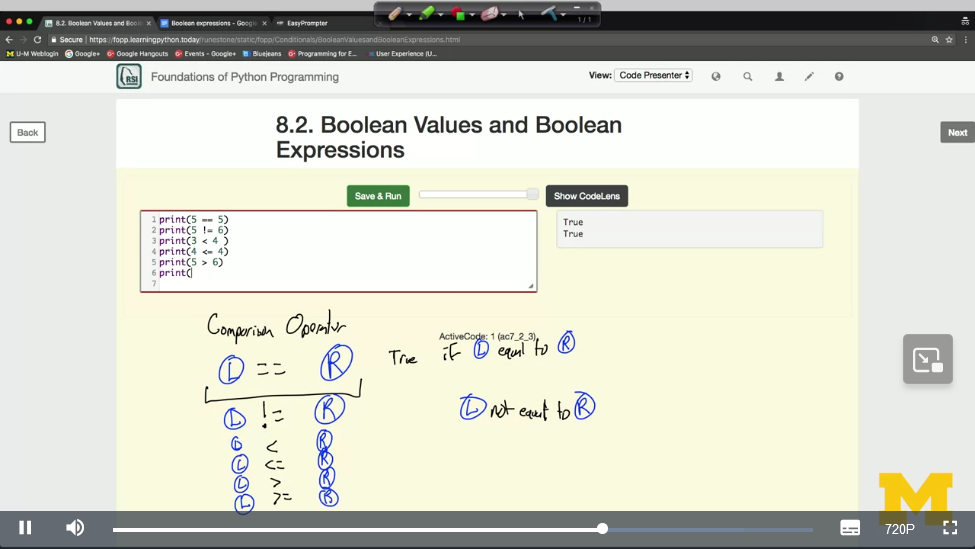 8.2. Boolean Values and Boole
Boolean expressions - Google
EasyPrompter
1 / 1
Secure https://fopp.learningpython.today/runestone/static/fopp/Conditionals/BooleanValuesandBooleanExpressions.html
U-M Weblogin Google+ Google Hangouts Events - Google+ Bluejeans Programming for E... User Experience (U...
RSI Foundations of Python Programming View: Code Presenter
Back
Next
8.2. Boolean Values and Boolean
Expressions
Save & Run Show CodeLens
1 print(5 == 5)
2 print(5 != 6)
3 print(3 < 4 )
4 print(4 <= 4)
5 print(5 > 6)
6 print(
7
True
True
ActiveCode: 1 (ac7_2_3)
Comparison Operator
L == R True if L equal to R
L != R L not equal to R
L < R
L <= R
L > R
L >= R
M
720P